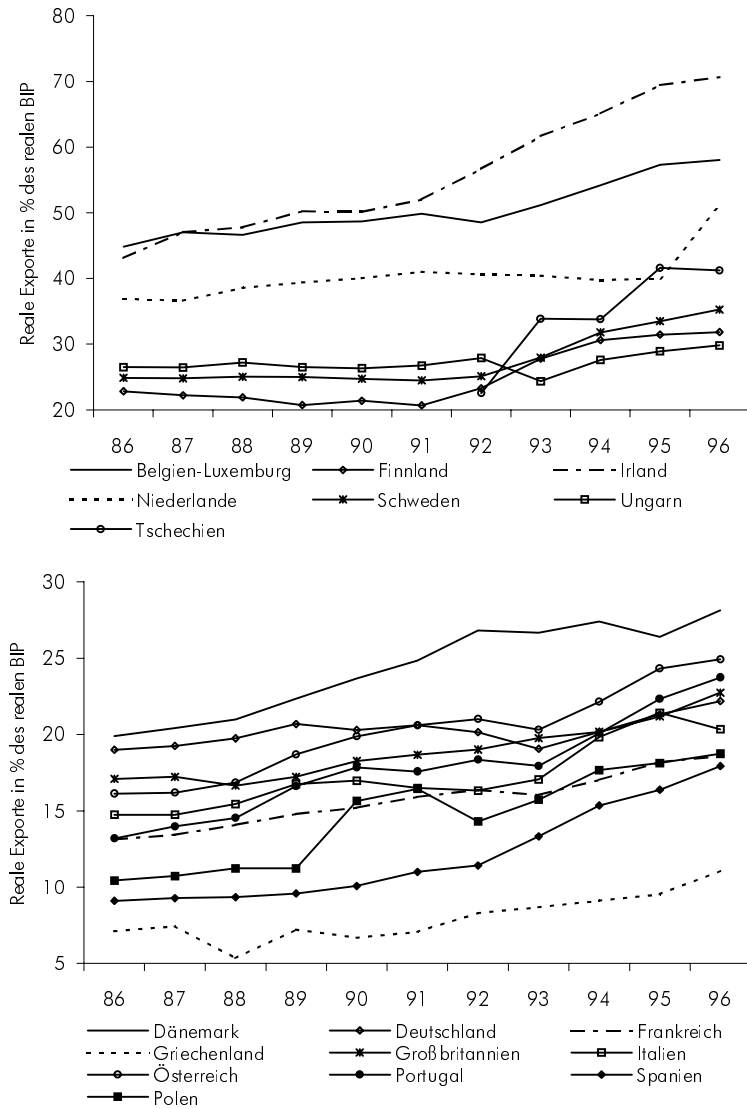 80
70
60
50
40
30
20
Reale Exporte in % des realen BIP
86 87 88 89 90 91 92 93 94 95 96
Belgien-Luxemburg Finnland Irland
Niederlande Schweden Ungarn
Tschechien
30
25
20
15
10
5
Reale Exporte in % des realen BIP
86 87 88 89 90 91 92 93 94 95 96
Dänemark Deutschland Frankreich
Griechenland Großbritannien Italien
Österreich Portugal Spanien
Polen